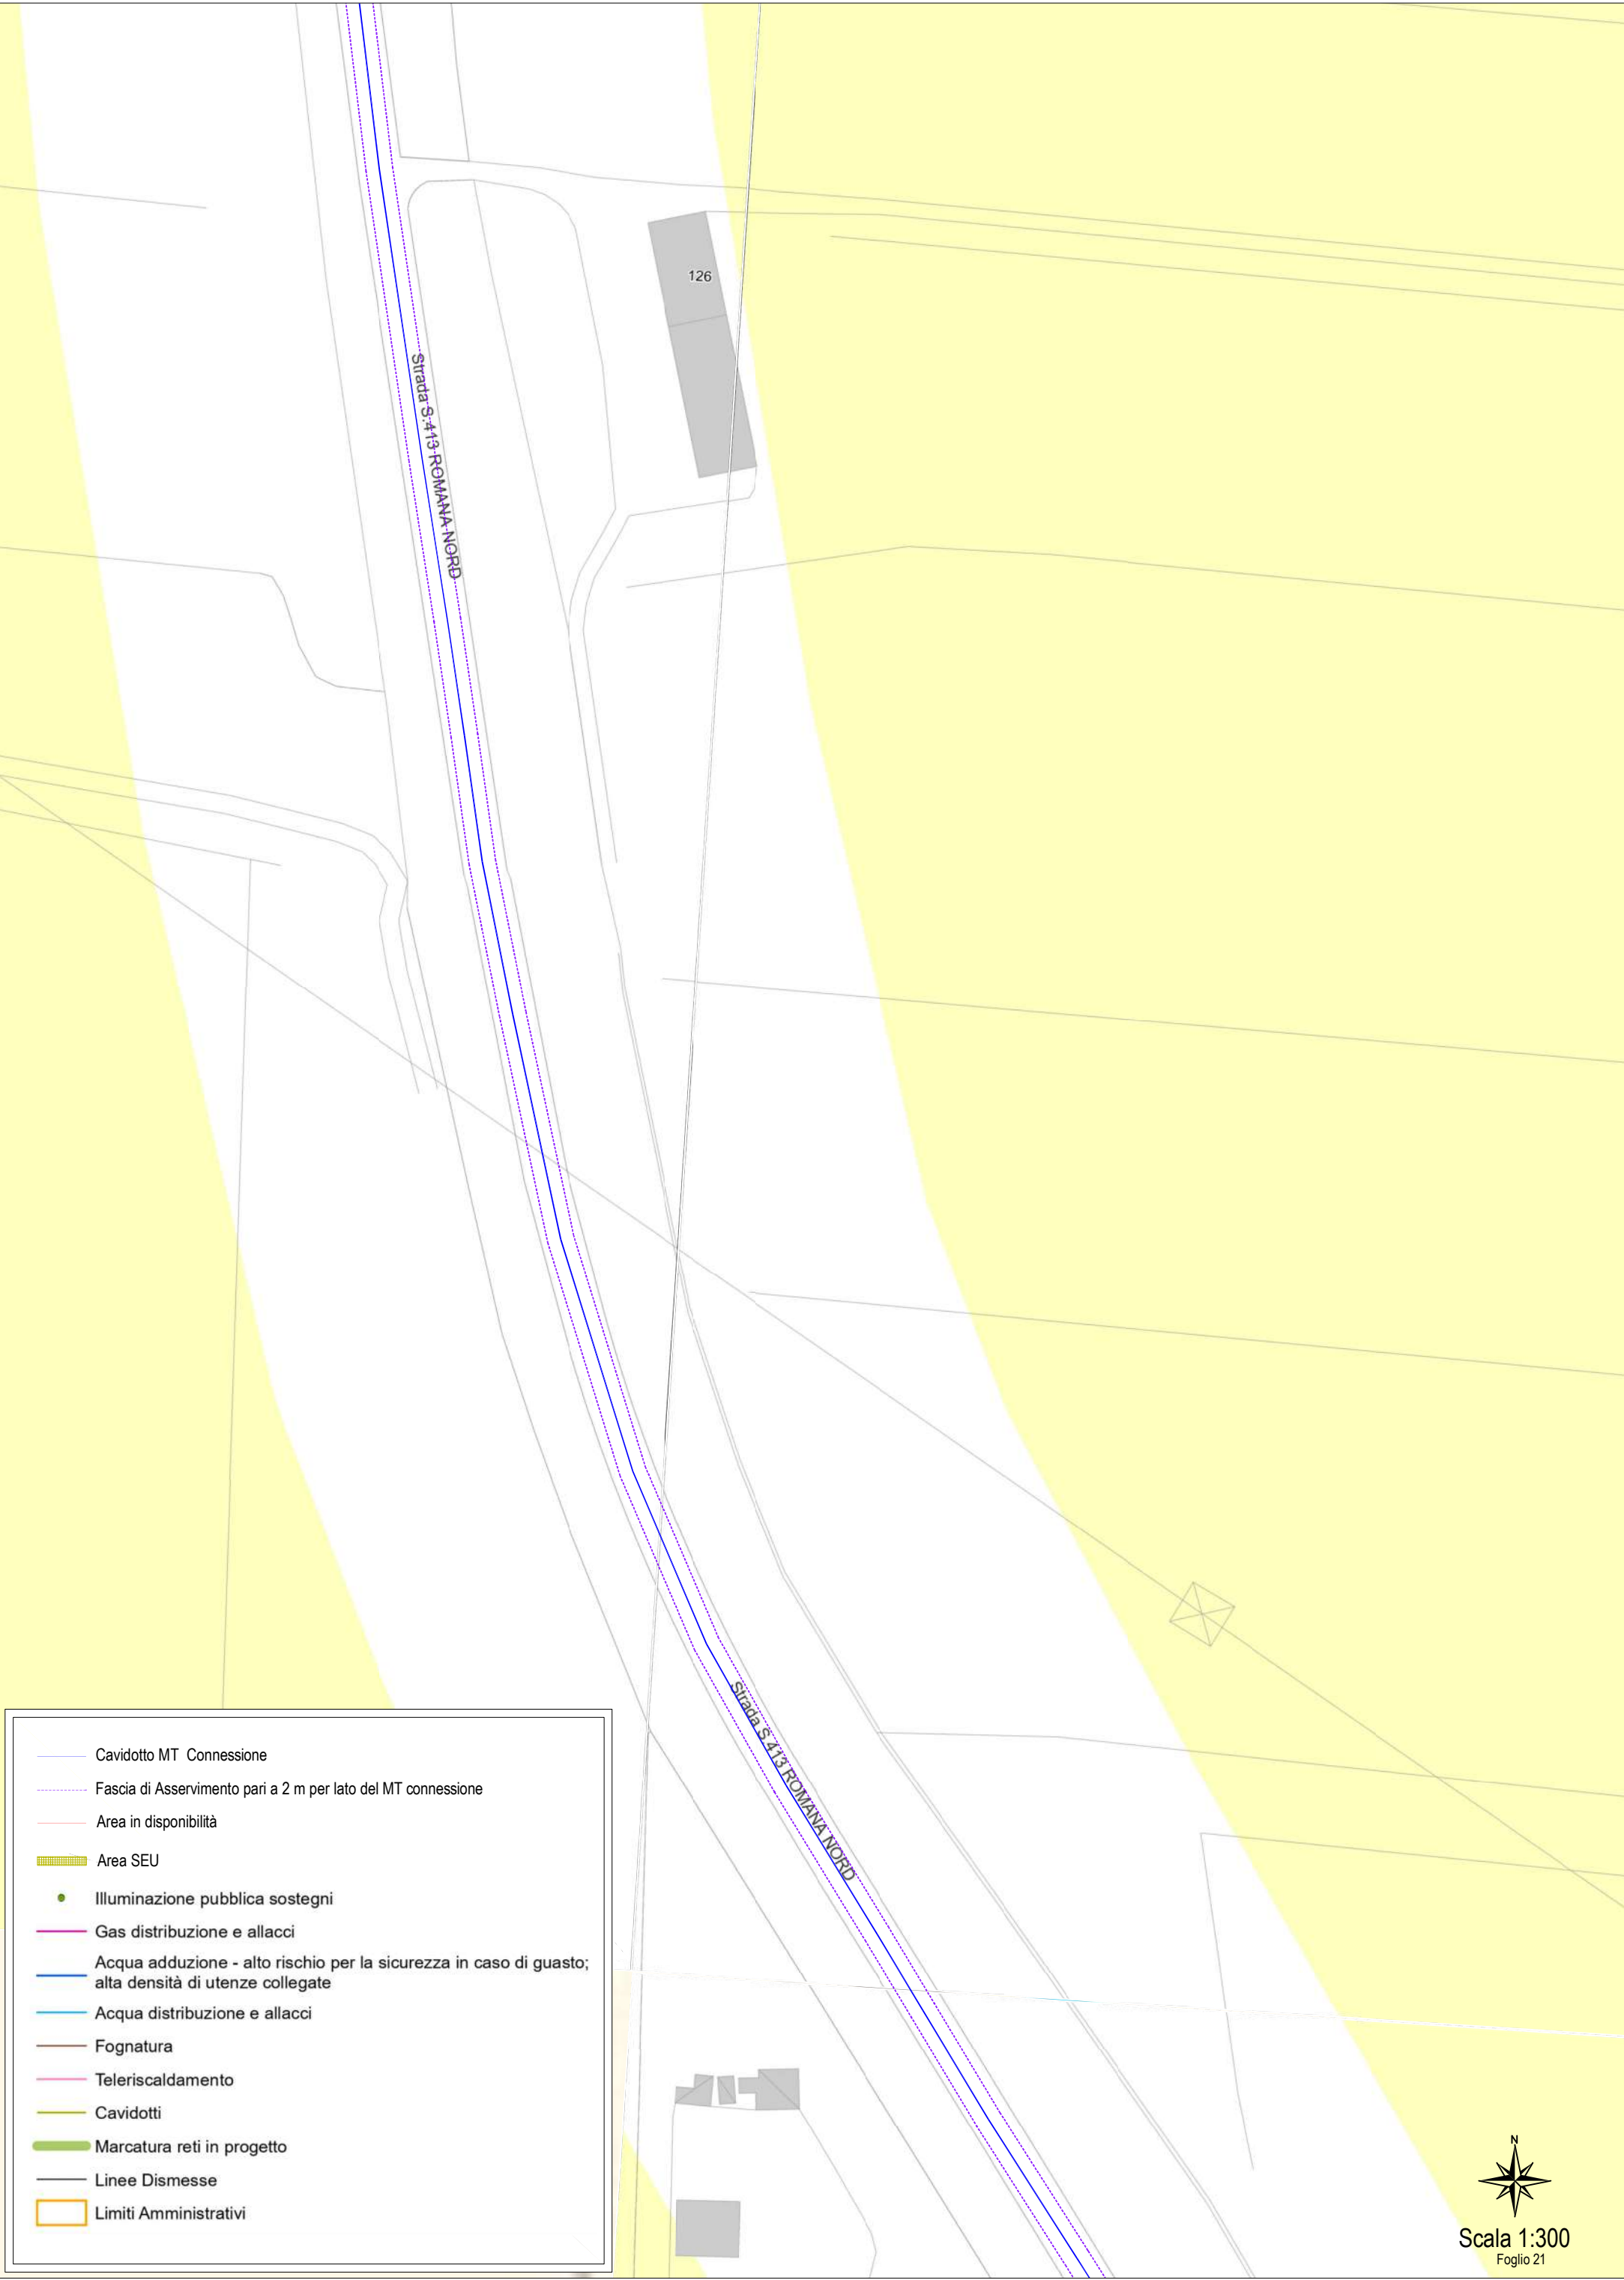 126
Strada S.413 ROMANA NORD
Strada S 413 ROMANA NORD
Cavidotto MT Connessione
Fascia di Asservimento pari a 2 m per lato del MT connessione
Area in disponibilità
Area SEU
Illuminazione pubblica sostegni
Gas distribuzione e allacci
Acqua adduzione - alto rischio per la sicurezza in caso di guasto;
alta densità di utenze collegate
Acqua distribuzione e allacci
Fognatura
Teleriscaldamento
Cavidotti
Marcatura reti in progetto
Linee Dismesse
Limiti Amministrativi
N
Scala 1:300
Foglio 21